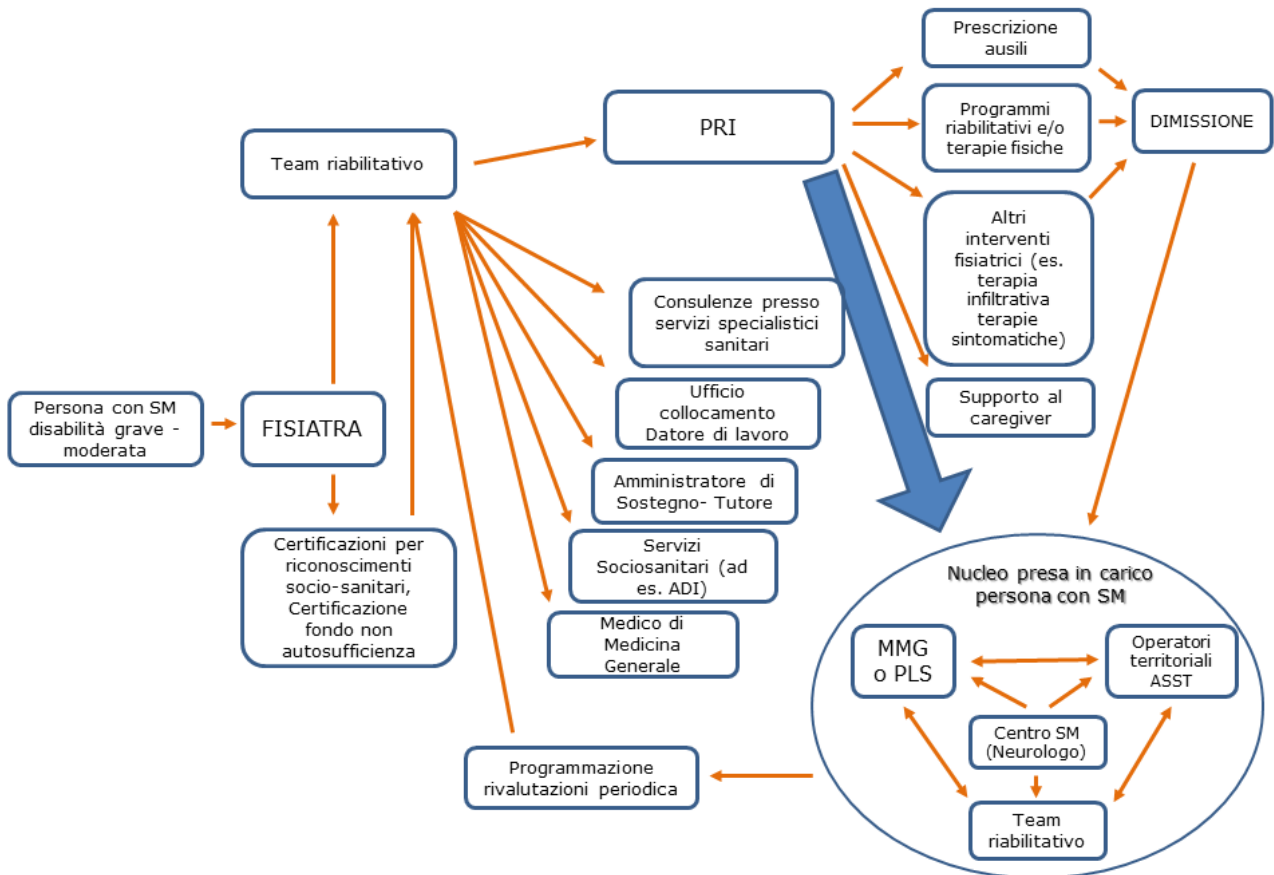 Persona con SM
disabilità grave -
moderata
FISIATRA
Certificazioni per
riconoscimenti
socio-sanitari,
Certificazione
fondo non
autosufficienza
Team riabilitativo
PRI
Prescrizione
ausili
Programmi
riabilitativi e/o
terapie fisiche
Altri
interventi
fisiatrici (es.
terapia
infiltrativa
terapie
sintomatiche)
Supporto al
caregiver
DIMISSIONE
Consulenze presso
servizi specialistici
sanitari
Ufficio
collocamento
Datore di lavoro
Amministratore di
Sostegno- Tutore
Servizi
Sociosanitari (ad
es. ADI)
Medico di
Medicina
Generale
Nucleo presa in carico
persona con SM
MMG
o PLS
Operatori
territoriali
ASST
Centro SM
(Neurologo)
Team
riabilitativo
Programmazione
rivalutazioni periodica